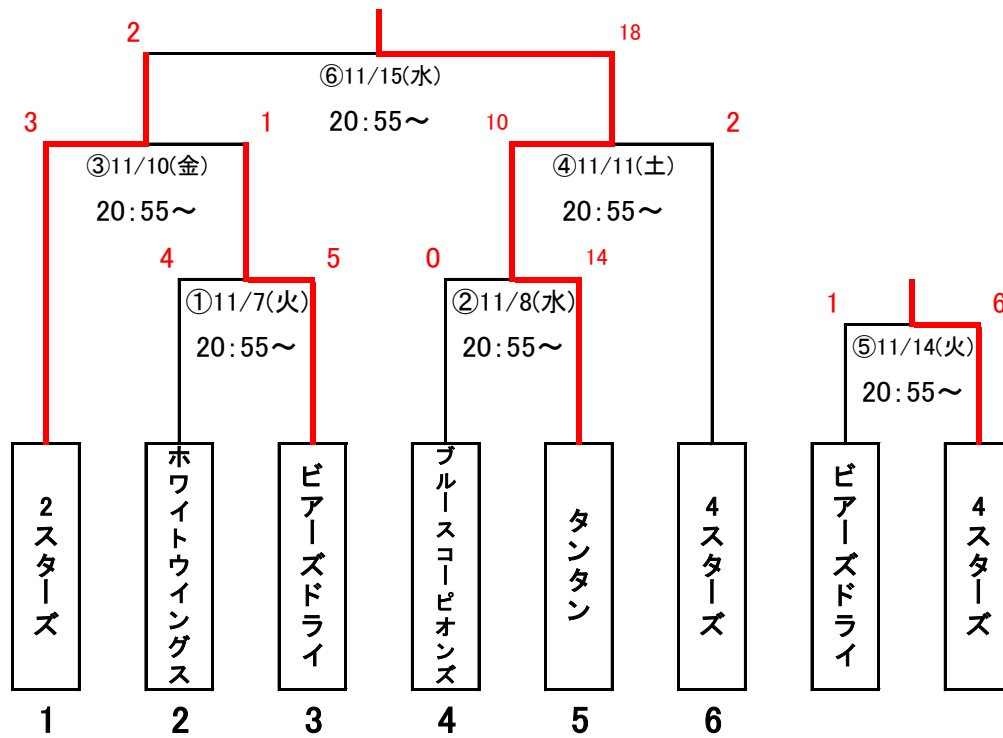 2
18
⑥11/15(水)
20:55～
3
1
10
2
③11/10(金)
20:55～
④11/11(土)
20:55～
4
5
0
14
①11/7(火)
20:55～
②11/8(水)
20:55～
1
6
⑤11/14(火)
20:55～
2スターズ
ホワイトウイングス
ビアーズドライ
ブルースコーピオンズ
タンタン
4スターズ
ビアーズドライ
4スターズ
1
2
3
4
5
6